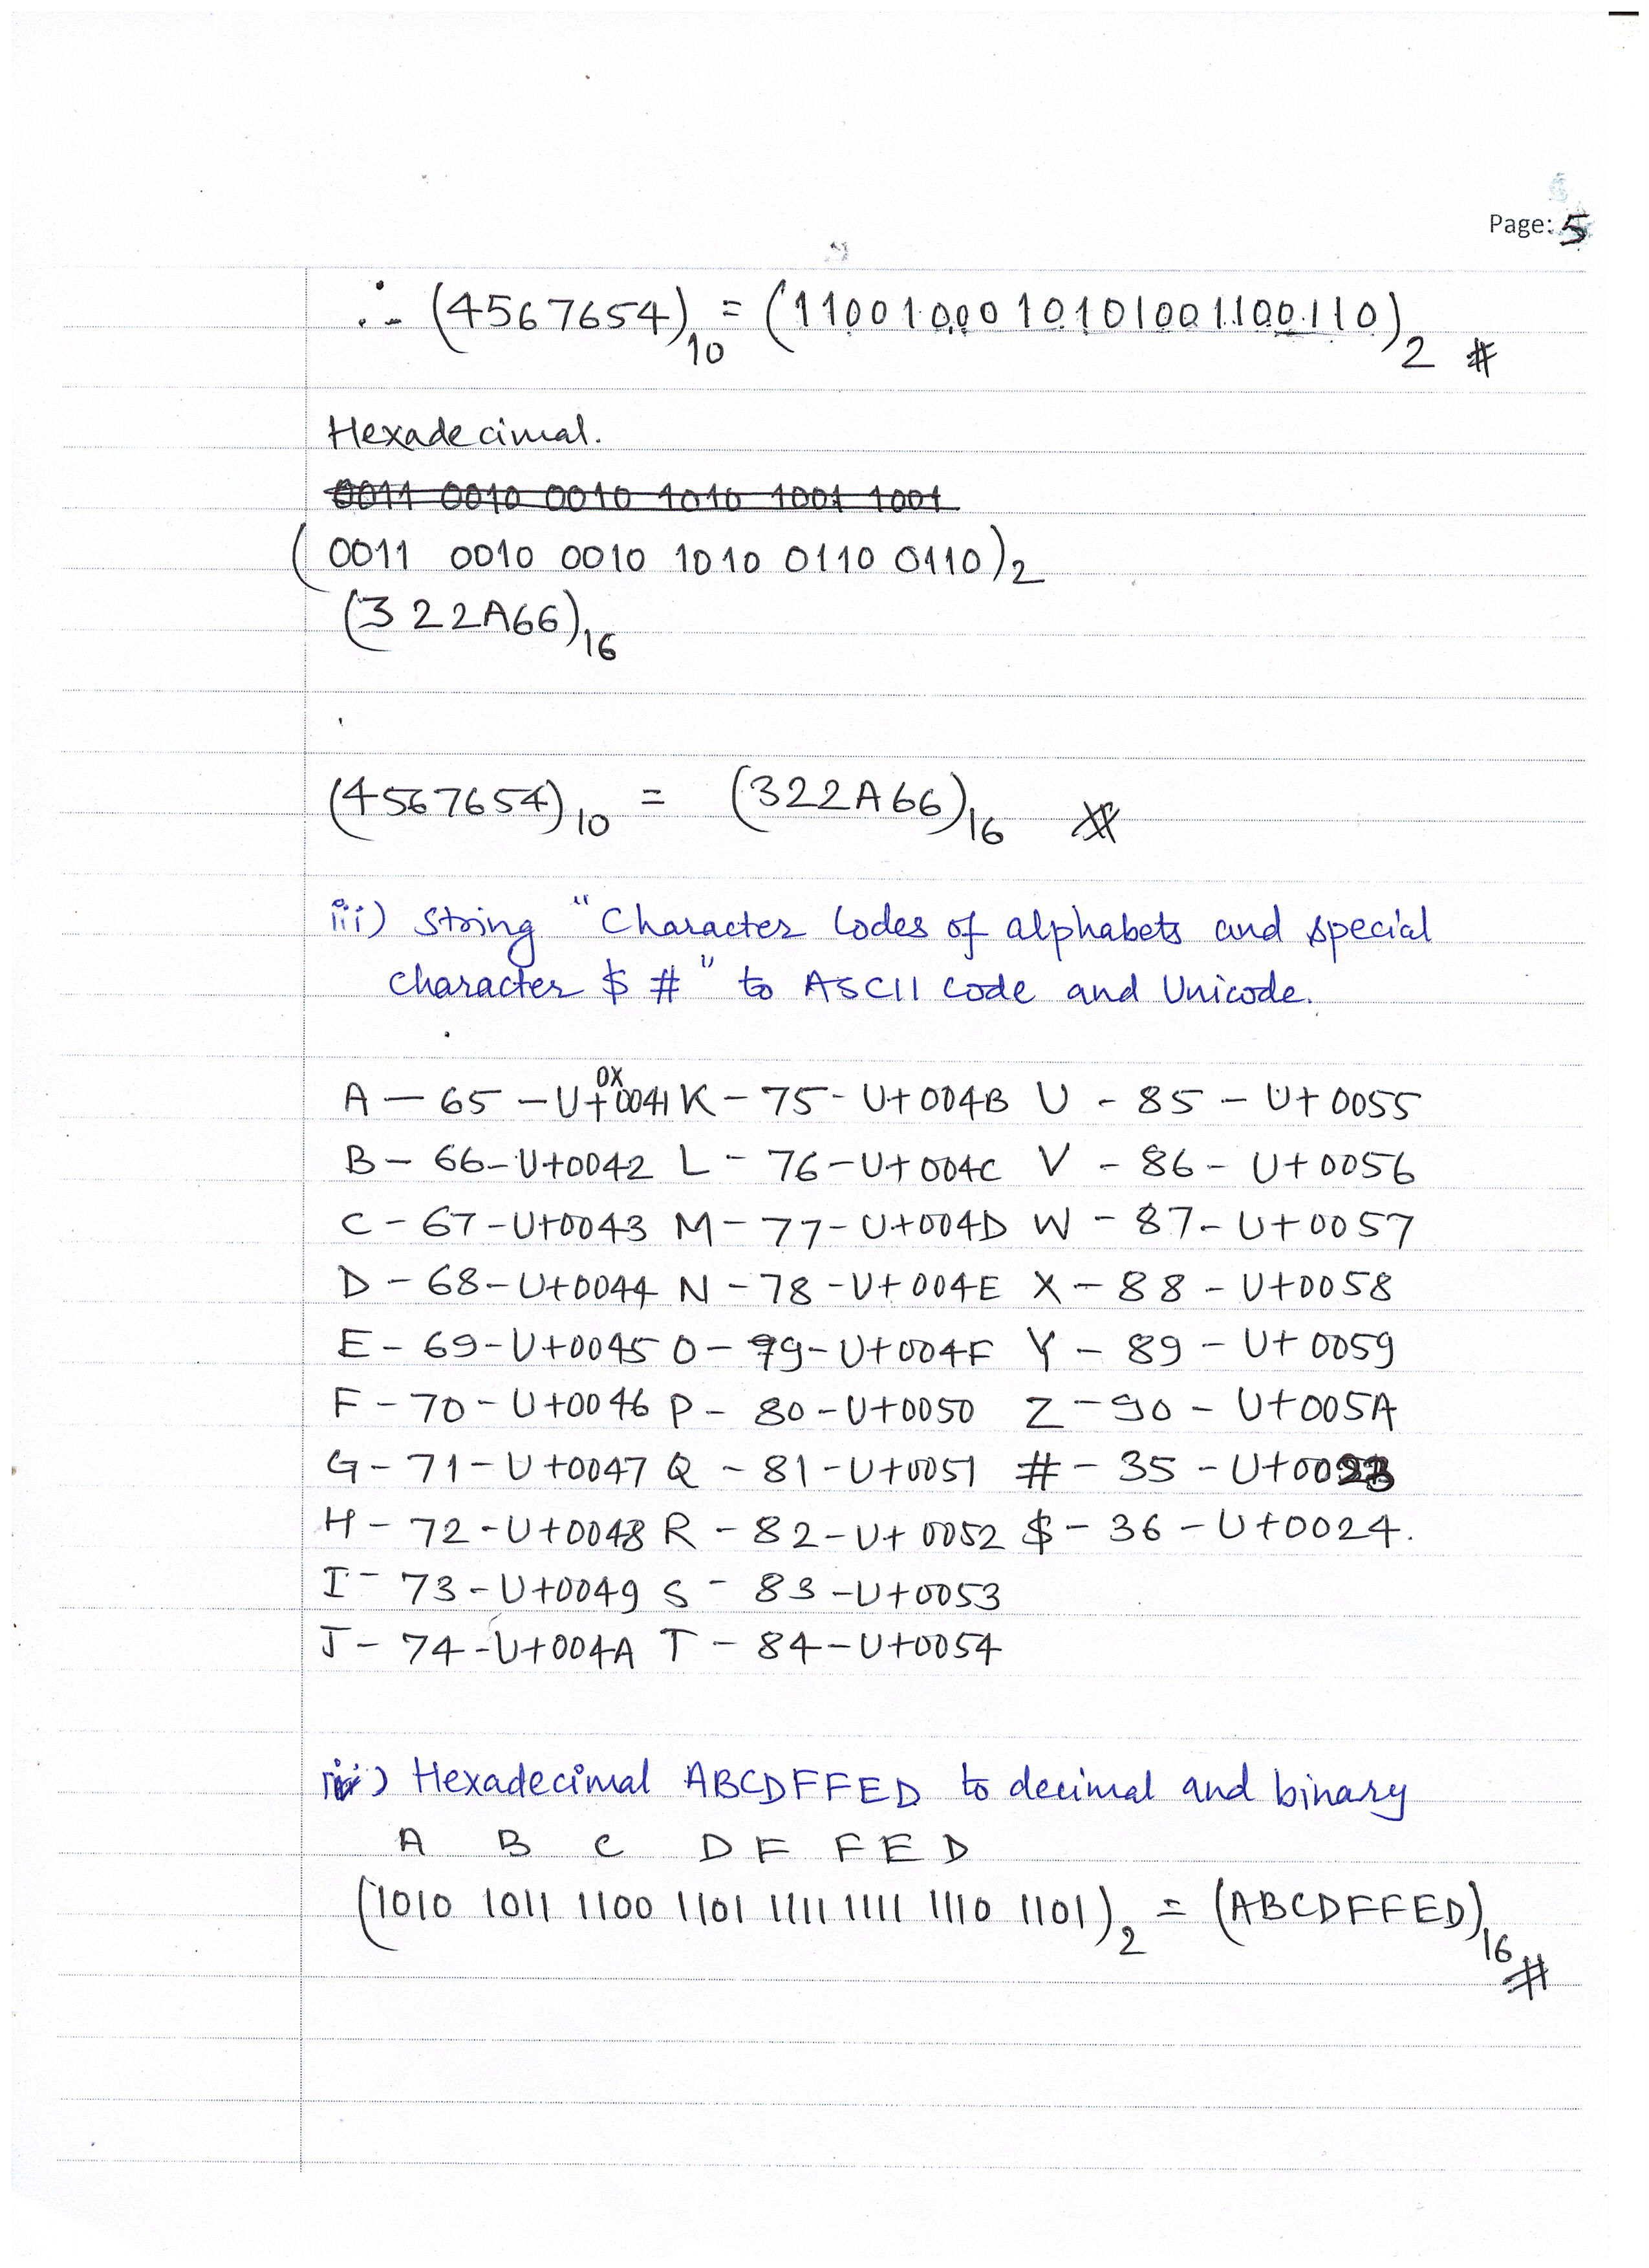 Page: 5
∴ (4567654)10 = (11001000101010011 00110)2 #
Hexadecimal.
0011 0010 0010 1010 1001 1001
(0011 0010 0010 1010 0110 0110)2
(322A66)16
(4567654)10 = (322A66)16 #
iii) String "Character Codes of alphabets and special
character $ #" to ASCII code and Unicode.
0X
A - 65 - U+0041 K - 75 - U+004B U - 85 - U+0055
B - 66 - U+0042 L - 76 - U+004C V - 86 - U+0056
C - 67 - U+0043 M - 77 - U+004D W - 87 - U+0057
D - 68 - U+0044 N - 78 - U+004E X - 88 - U+0058
E - 69 - U+0045 O - 79 - U+004F Y - 89 - U+0059
F - 70 - U+0046 P - 80 - U+0050 Z - 90 - U+005A
G - 71 - U+0047 Q - 81 - U+0051 # - 35 - U+0023
H - 72 - U+0048 R - 82 - U+0052 $ - 36 - U+0024.
I - 73 - U+0049 S - 83 - U+0053
J - 74 - U+004A T - 84 - U+0054
iv) Hexadecimal ABCDFFED to decimal and binary
A B C D F F E D
(1010 1011 1100 1101 1111 1111 1110 1101)2 = (ABCDFFED)16 #